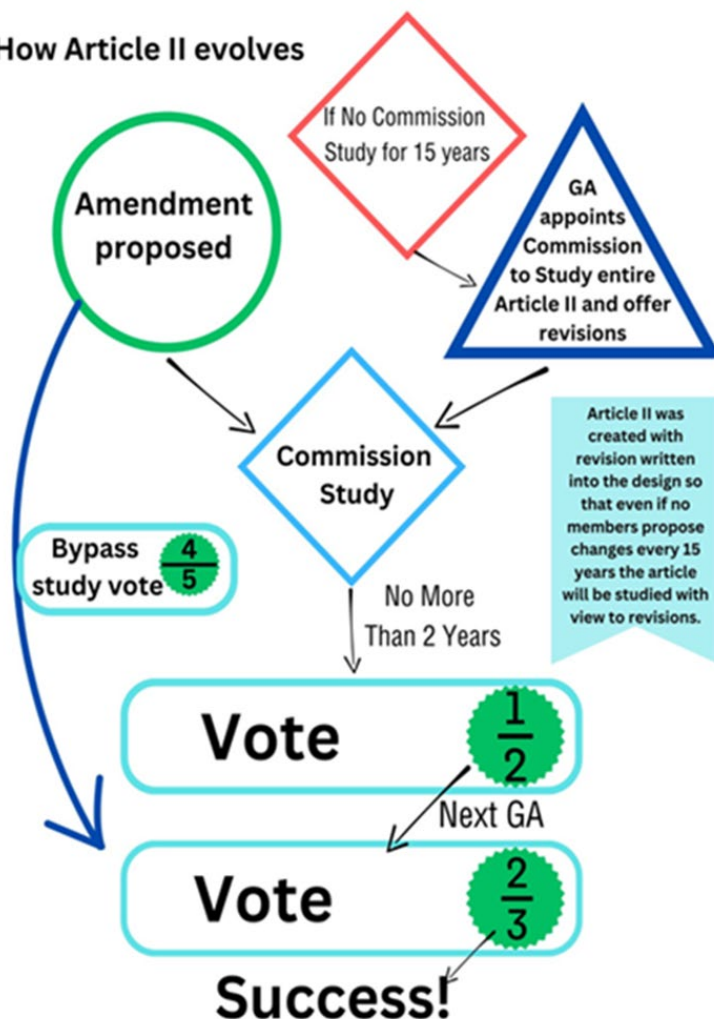 How Article II evolves
If No Commission
Study for 15 years
Amendment
proposed
GA
appoints
Commission
to Study entire
Article II and offer
revisions
Commission
Study
Article II was
created with
revision written
into the design so
that even if no
members propose
changes every 15
years the article
will be studied with
view to revisions.
Bypass
study vote
4
5
No More
Than 2 Years
Vote
1
2
Next GA
Vote
2
3
Success!